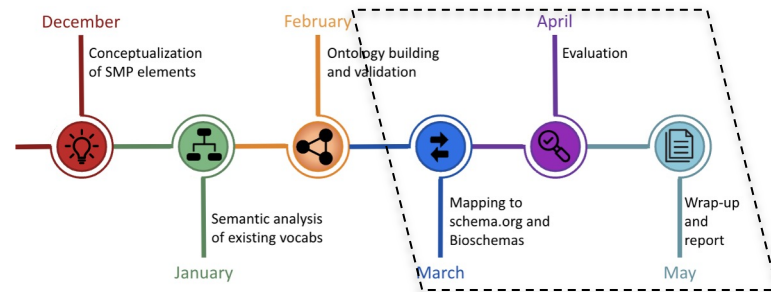 December
Conceptualization
of SMP elements
January
Semantic analysis
of existing vocabs
February
Ontology building
and validation
March
Mapping to
schema.org and
Bioschemas
April
Evaluation
May
Wrap-up
and
report